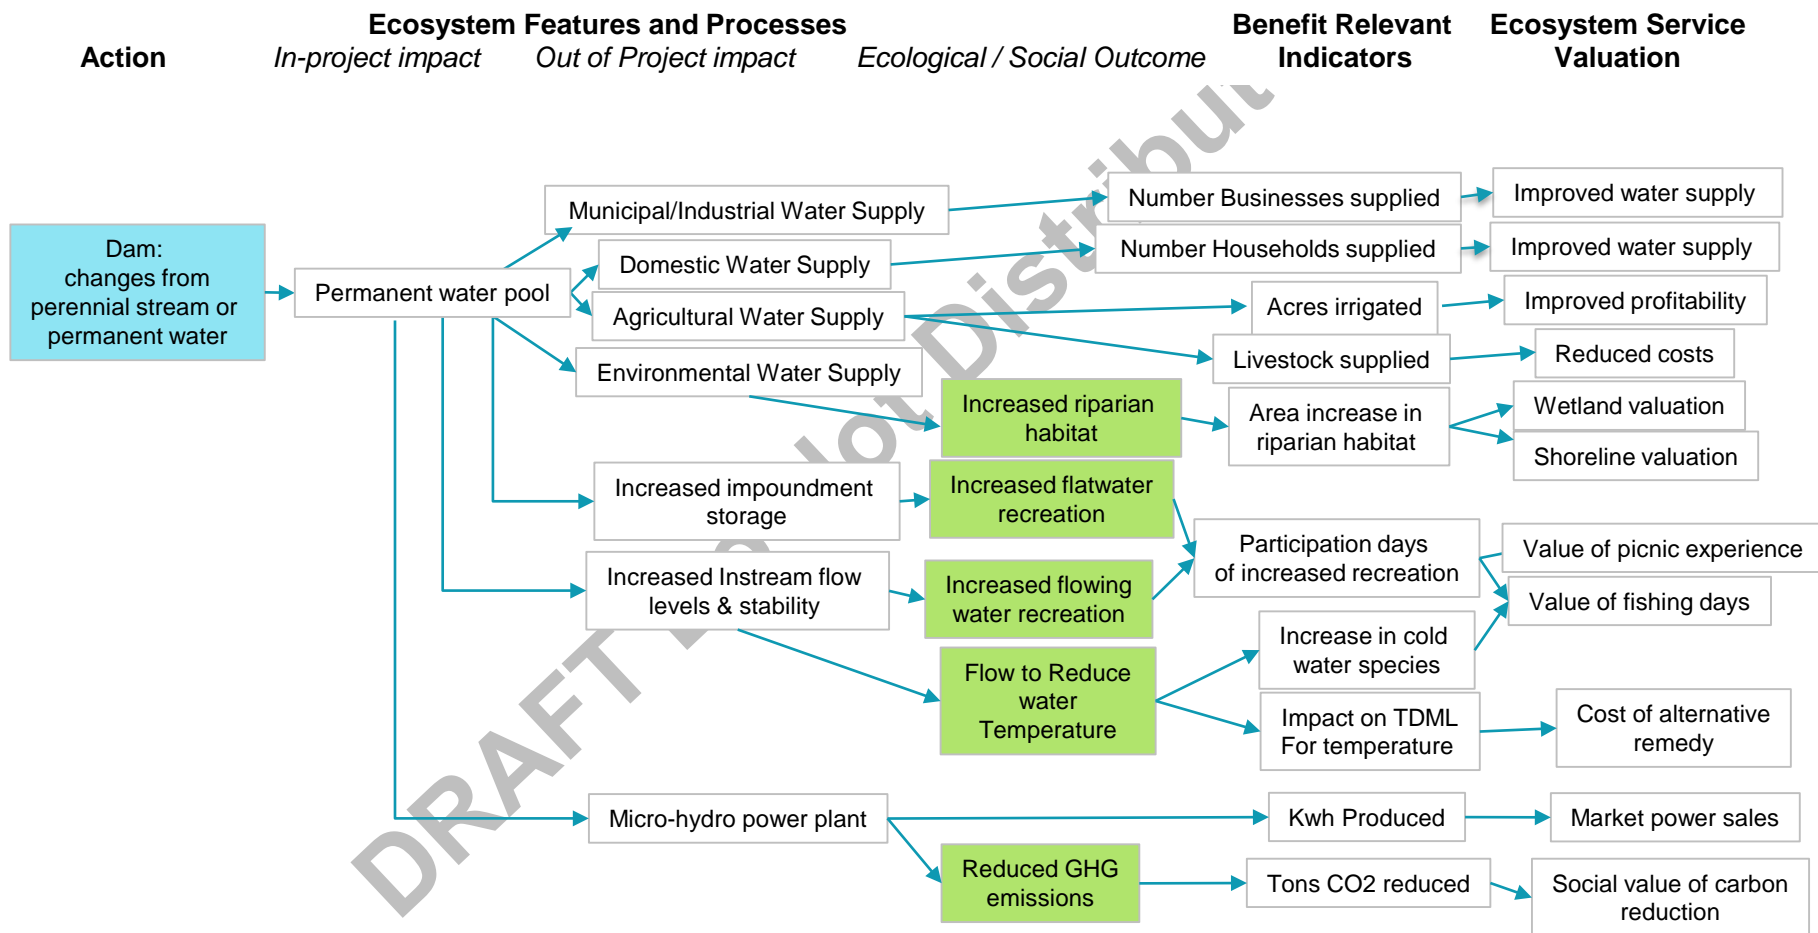 Ecosystem Features and Processes
Benefit Relevant
Ecosystem Service
Action
In-project impact
Out of Project impact
Ecological / Social Outcome
Indicators
Valuation
Dam:
changes from
perennial stream or
permanent water
Permanent water pool
Municipal/Industrial Water Supply
Number Businesses supplied
Improved water supply
Domestic Water Supply
Number Households supplied
Improved water supply
Agricultural Water Supply
Acres irrigated
Improved profitability
Livestock supplied
Reduced costs
Environmental Water Supply
Increased riparian
habitat
Area increase in
riparian habitat
Wetland valuation
Shoreline valuation
Increased impoundment
storage
Increased flatwater
recreation
Participation days
of increased recreation
Value of picnic experience
Value of fishing days
Increased Instream flow
levels & stability
Increased flowing
water recreation
Flow to Reduce
water
Temperature
Increase in cold
water species
Impact on TDML
For temperature
Cost of alternative
remedy
Micro-hydro power plant
Kwh Produced
Market power sales
Reduced GHG
emissions
Tons CO2 reduced
Social value of carbon
reduction
DRAFT